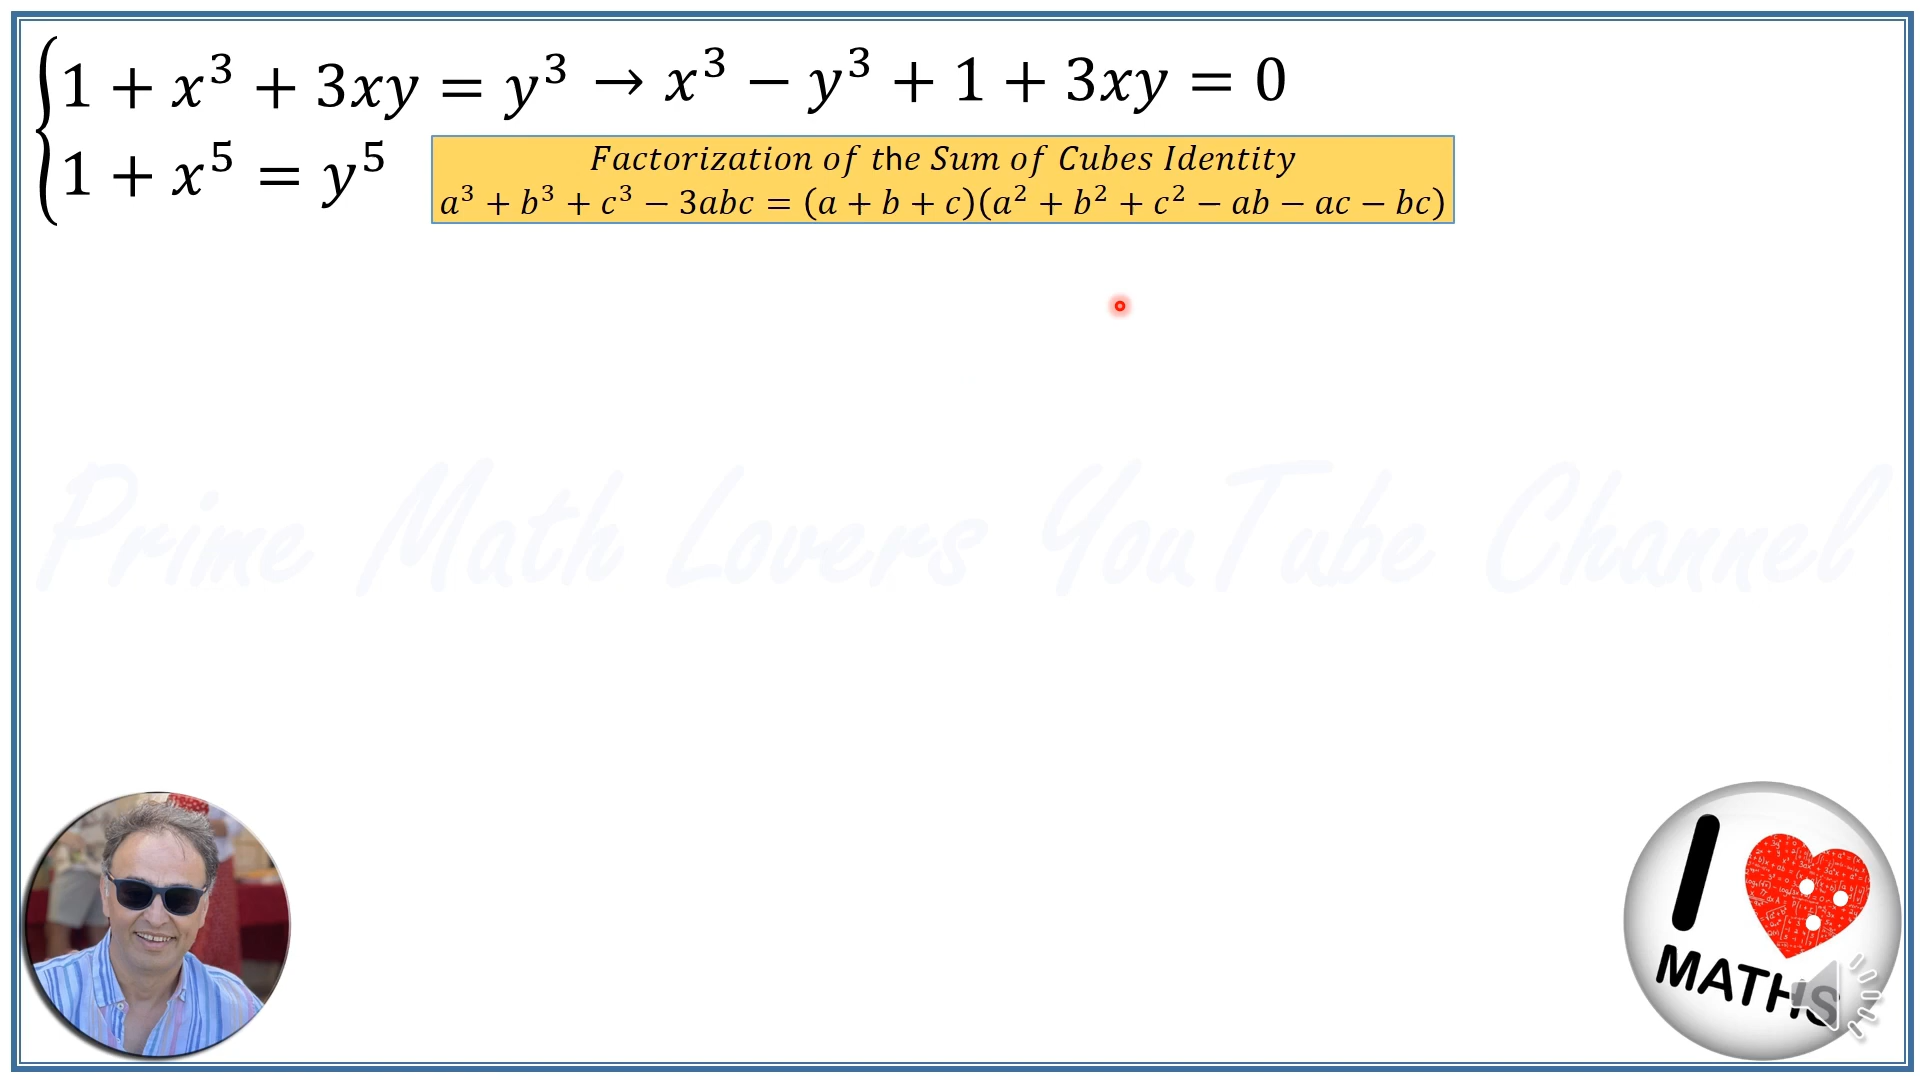 1 + x³ + 3xy = y³ → x³ − y³ + 1 + 3xy = 0
1 + x⁵ = y⁵
Factorization of the Sum of Cubes Identity
a³ + b³ + c³ − 3abc = (a + b + c)(a² + b² + c² − ab − ac − bc)
Prime Math Lovers YouTube Channel
I
MATHS